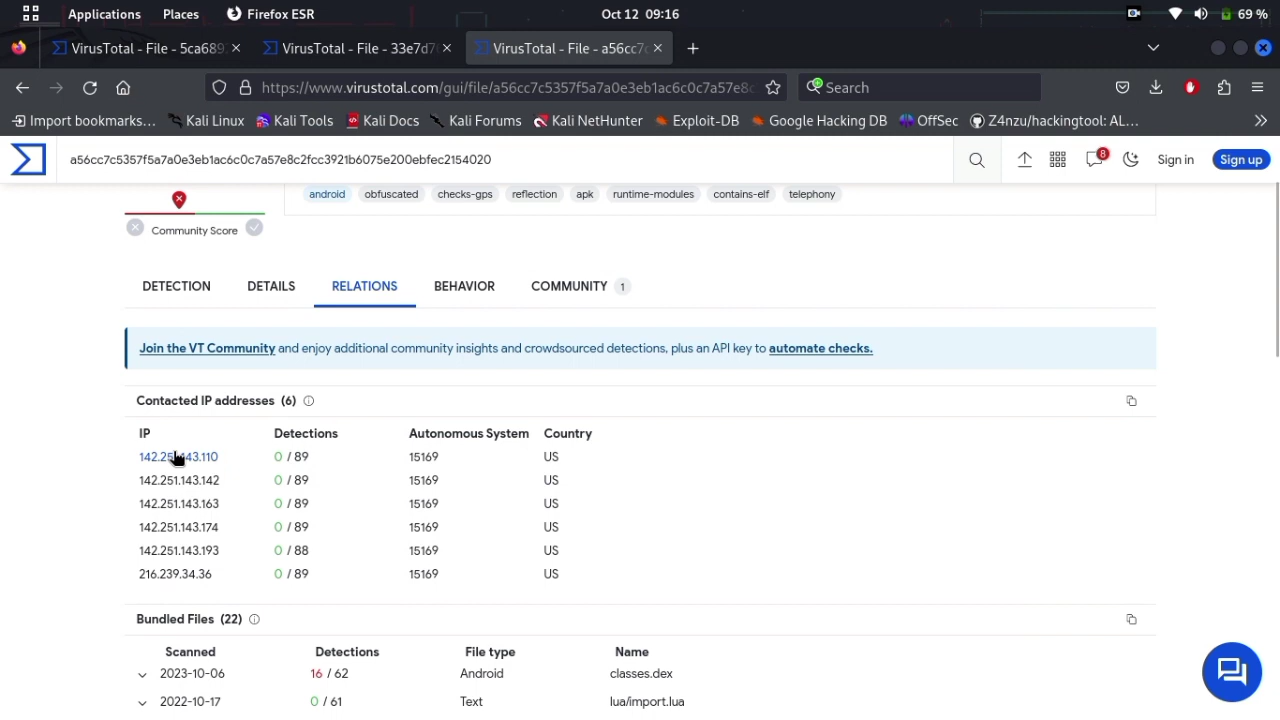 Applications Places Firefox ESR Oct 12 09:16 69 %
VirusTotal - File - 5ca689 VirusTotal - File - 33e7d7 VirusTotal - File - a56cc7c
https://www.virustotal.com/gui/file/a56cc7c5357f5a7a0e3eb1ac6c0c7a57e8c Search
Import bookmarks... Kali Linux Kali Tools Kali Docs Kali Forums Kali NetHunter Exploit-DB Google Hacking DB OffSec Z4nzu/hackingtool: AL...
a56cc7c5357f5a7a0e3eb1ac6c0c7a57e8c2fcc3921b6075e200ebfec2154020 8 Sign in Sign up
android obfuscated checks-gps reflection apk runtime-modules contains-elf telephony
Community Score
DETECTION DETAILS RELATIONS BEHAVIOR COMMUNITY 1
Join the VT Community and enjoy additional community insights and crowdsourced detections, plus an API key to automate checks.
Contacted IP addresses (6)
IP Detections Autonomous System Country
142.251.143.110 0 / 89 15169 US
142.251.143.142 0 / 89 15169 US
142.251.143.163 0 / 89 15169 US
142.251.143.174 0 / 89 15169 US
142.251.143.193 0 / 88 15169 US
216.239.34.36 0 / 89 15169 US
Bundled Files (22)
Scanned Detections File type Name
2023-10-06 16 / 62 Android classes.dex
2022-10-17 0 / 61 Text lua/import.lua